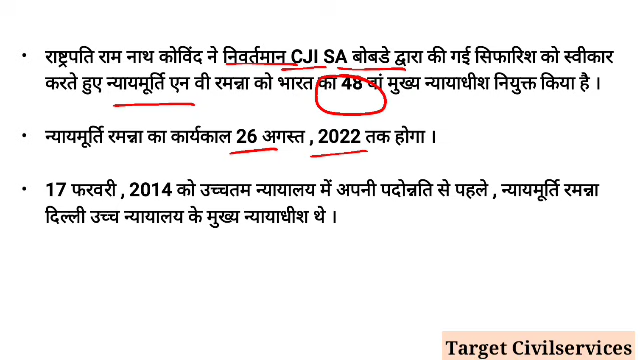 • राष्ट्रपति राम नाथ कोविंद ने निवर्तमान CJI SA बोबडे द्वारा की गई सिफारिश को स्वीकार
करते हुए न्यायमूर्ति एन वी रमन्ना को भारत का 48 वां मुख्य न्यायाधीश नियुक्त किया है ।
• न्यायमूर्ति रमन्ना का कार्यकाल 26 अगस्त , 2022 तक होगा ।
• 17 फरवरी , 2014 को उच्चतम न्यायालय में अपनी पदोन्नति से पहले , न्यायमूर्ति रमन्ना
दिल्ली उच्च न्यायालय के मुख्य न्यायाधीश थे ।
Target Civilservices